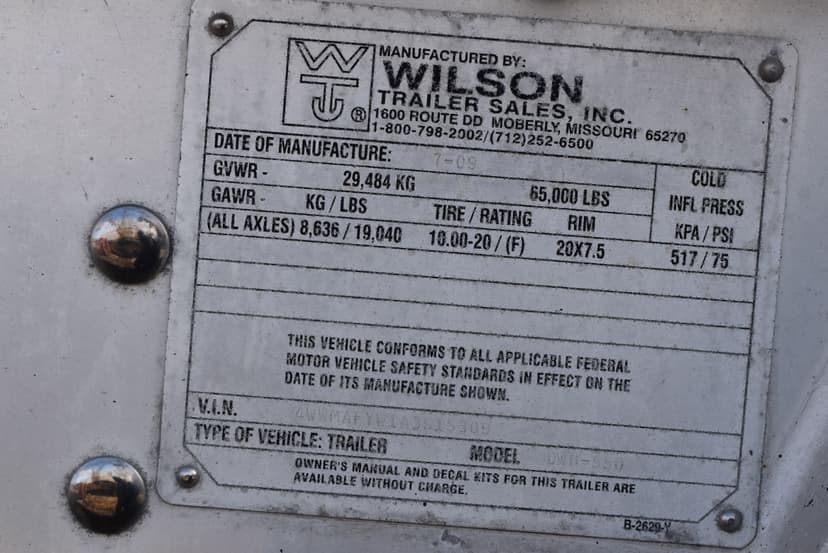 WTJ ®
MANUFACTURED BY:
WILSON
TRAILER SALES, INC.
1600 ROUTE DD MOBERLY, MISSOURI 65270
1-800-798-2002/(712)252-6500
DATE OF MANUFACTURE: 7-09
GVWR - 29,484 KG 65,000 LBS
COLD
INFL PRESS
KPA / PSI
GAWR - KG / LBS TIRE / RATING RIM
(ALL AXLES) 8,636 / 19,040 10.00-20 / (F) 20X7.5 517 / 75
THIS VEHICLE CONFORMS TO ALL APPLICABLE FEDERAL
MOTOR VEHICLE SAFETY STANDARDS IN EFFECT ON THE
DATE OF ITS MANUFACTURE SHOWN.
V.I.N.
TYPE OF VEHICLE: TRAILER MODEL
OWNER'S MANUAL AND DECAL KITS FOR THIS TRAILER ARE
AVAILABLE WITHOUT CHARGE.
B-2629-Y